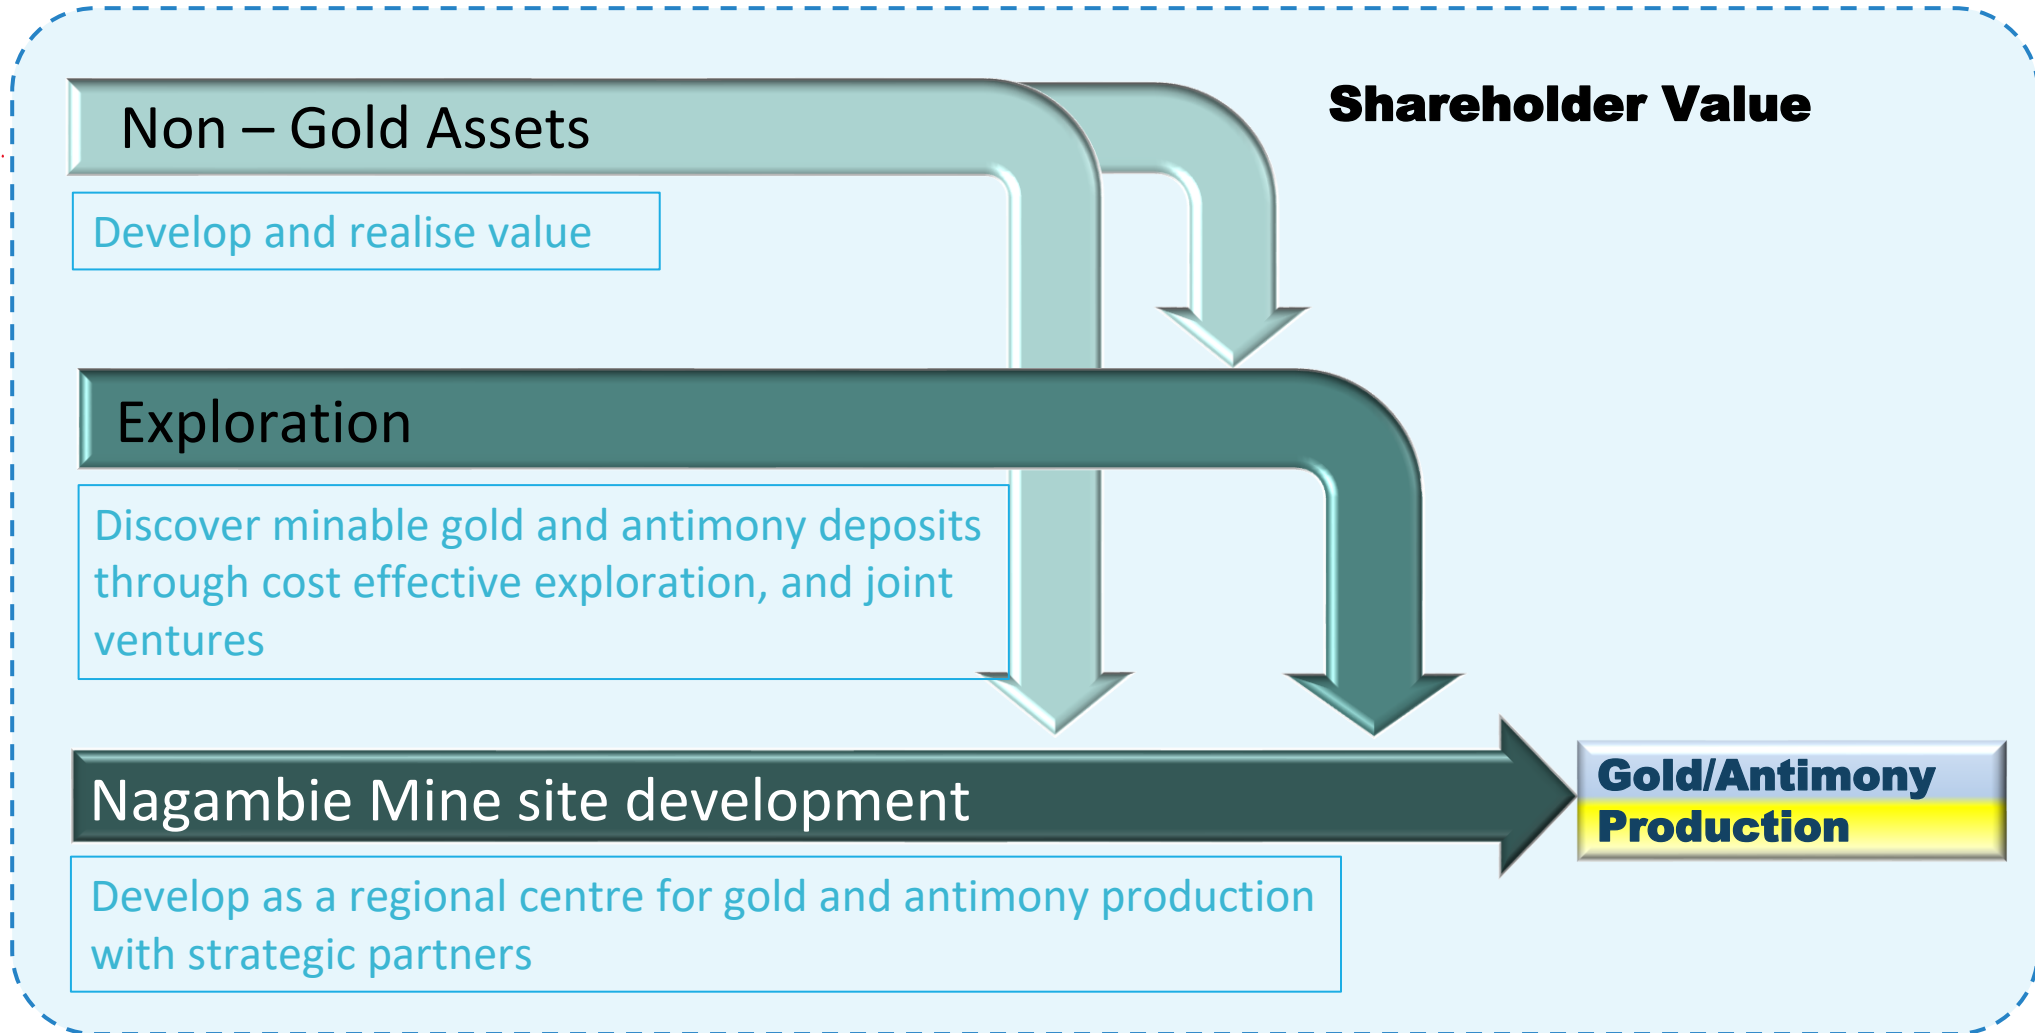 Non – Gold Assets
Shareholder Value
Develop and realise value
Exploration
Discover minable gold and antimony deposits
through cost effective exploration, and joint
ventures
Nagambie Mine site development
Gold/Antimony
Production
Develop as a regional centre for gold and antimony production
with strategic partners